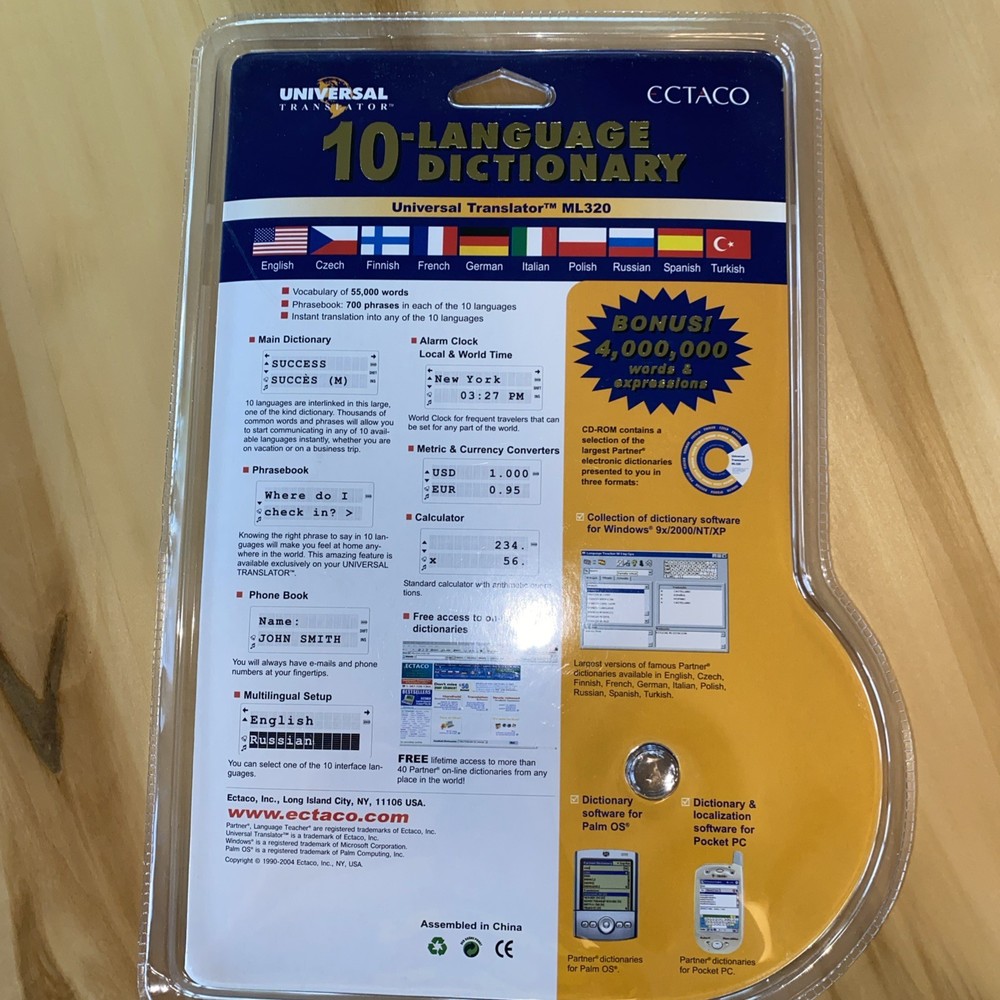 UNIVERSAL
TRANSLATOR™
ECTACO
10-LANGUAGE
DICTIONARY
Universal Translator™ ML320
English Czech Finnish French German Italian Polish Russian Spanish Turkish
Vocabulary of 55,000 words
Phrasebook: 700 phrases in each of the 10 languages
Instant translation into any of the 10 languages
Main Dictionary
SUCCESS
SUCCÈS (M)
10 languages are interlinked in this large,
one of the kind dictionary. Thousands of
common words and phrases will allow you
to start communicating in any of 10 avail-
able languages instantly, whether you are
on vacation or on a business trip.
Phrasebook
Where do I
check in? >
Knowing the right phrase to say in 10 lan-
guages will make you feel at home any-
where in the world. This amazing feature is
available exclusively on your UNIVERSAL
TRANSLATOR™.
Phone Book
Name:
JOHN SMITH
You will always have e-mails and phone
numbers at your fingertips.
Multilingual Setup
English
Russian
You can select one of the 10 interface lan-
guages.
Alarm Clock
Local & World Time
New York
03:27 PM
World Clock for frequent travelers that can
be set for any part of the world.
Metric & Currency Converters
USD 1.000
EUR 0.95
Calculator
234.
x 56.
Standard calculator with
tions.
Free access to on-
dictionaries
ECTACO
BESTSELLERS
FREE lifetime access to more than
40 Partner® on-line dictionaries from any
place in the world!
BONUS!
4,000,000
words &
expressions
CD-ROM contains a
selection of the
largest Partner®
electronic dictionaries
presented to you in
three formats:
Collection of dictionary software
for Windows® 9x/2000/NT/XP
Largest versions of famous Partner®
dictionaries available in English, Czech,
Finnish, French, German, Italian, Polish,
Russian, Spanish, Turkish.
Dictionary
software for
Palm OS®
Partner® dictionaries
for Palm OS®.
Dictionary &
localization
software for
Pocket PC
Partner® dictionaries
for Pocket PC.
Ectaco, Inc., Long Island City, NY, 11106 USA.
www.ectaco.com
Partner®, Language Teacher® are registered trademarks of Ectaco, Inc.
Universal Translator™ is a trademark of Ectaco, Inc.
Windows® is a registered trademark of Microsoft Corporation.
Palm OS® is a registered trademark of Palm Computing, Inc.
Copyright © 1990-2004 Ectaco, Inc., NY, USA.
Assembled in China
CE